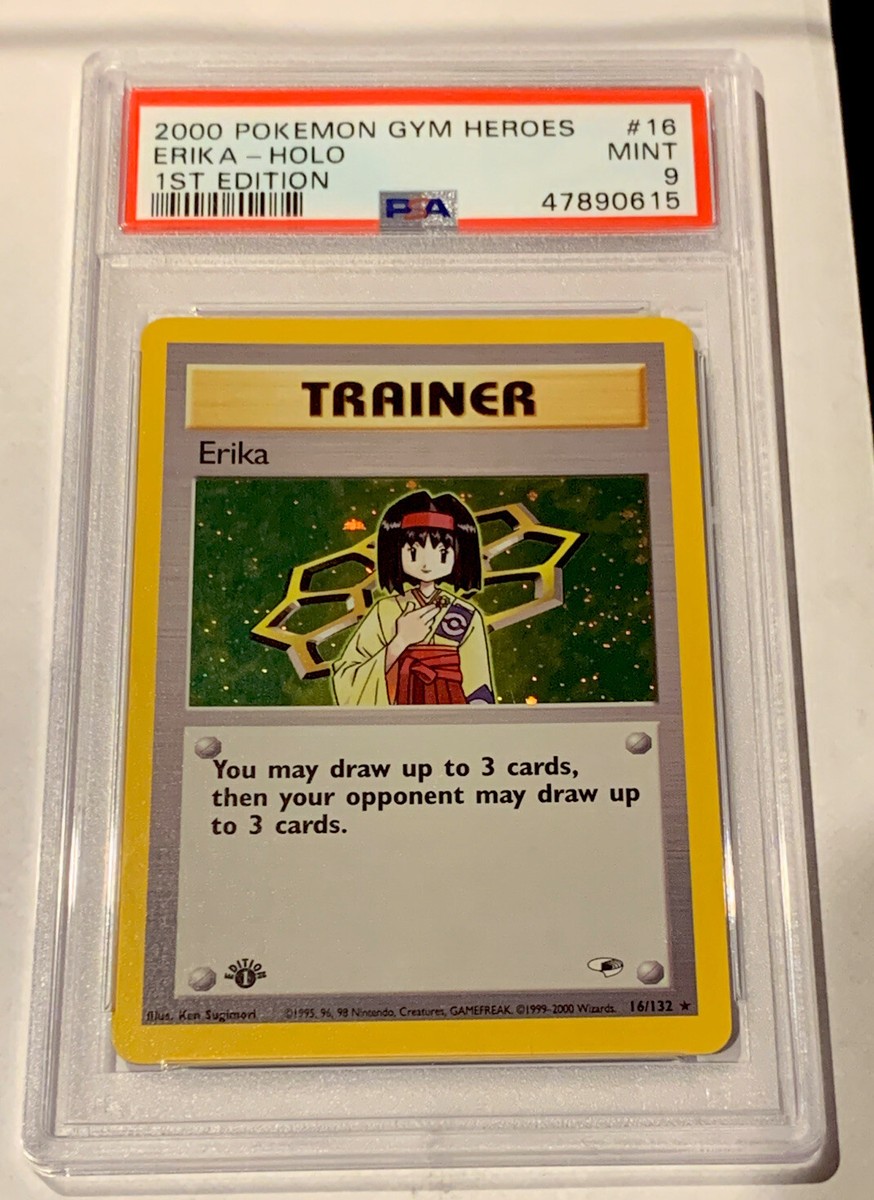 2000 POKEMON GYM HEROES #16
ERIKA - HOLO MINT
1ST EDITION 9
PSA 47890615
TRAINER
Erika
You may draw up to 3 cards,
then your opponent may draw up
to 3 cards.
EDITION 1
Illus. Ken Sugimori ©1995, 96, 98 Nintendo, Creatures, GAMEFREAK. ©1999-2000 Wizards. 16/132 ★